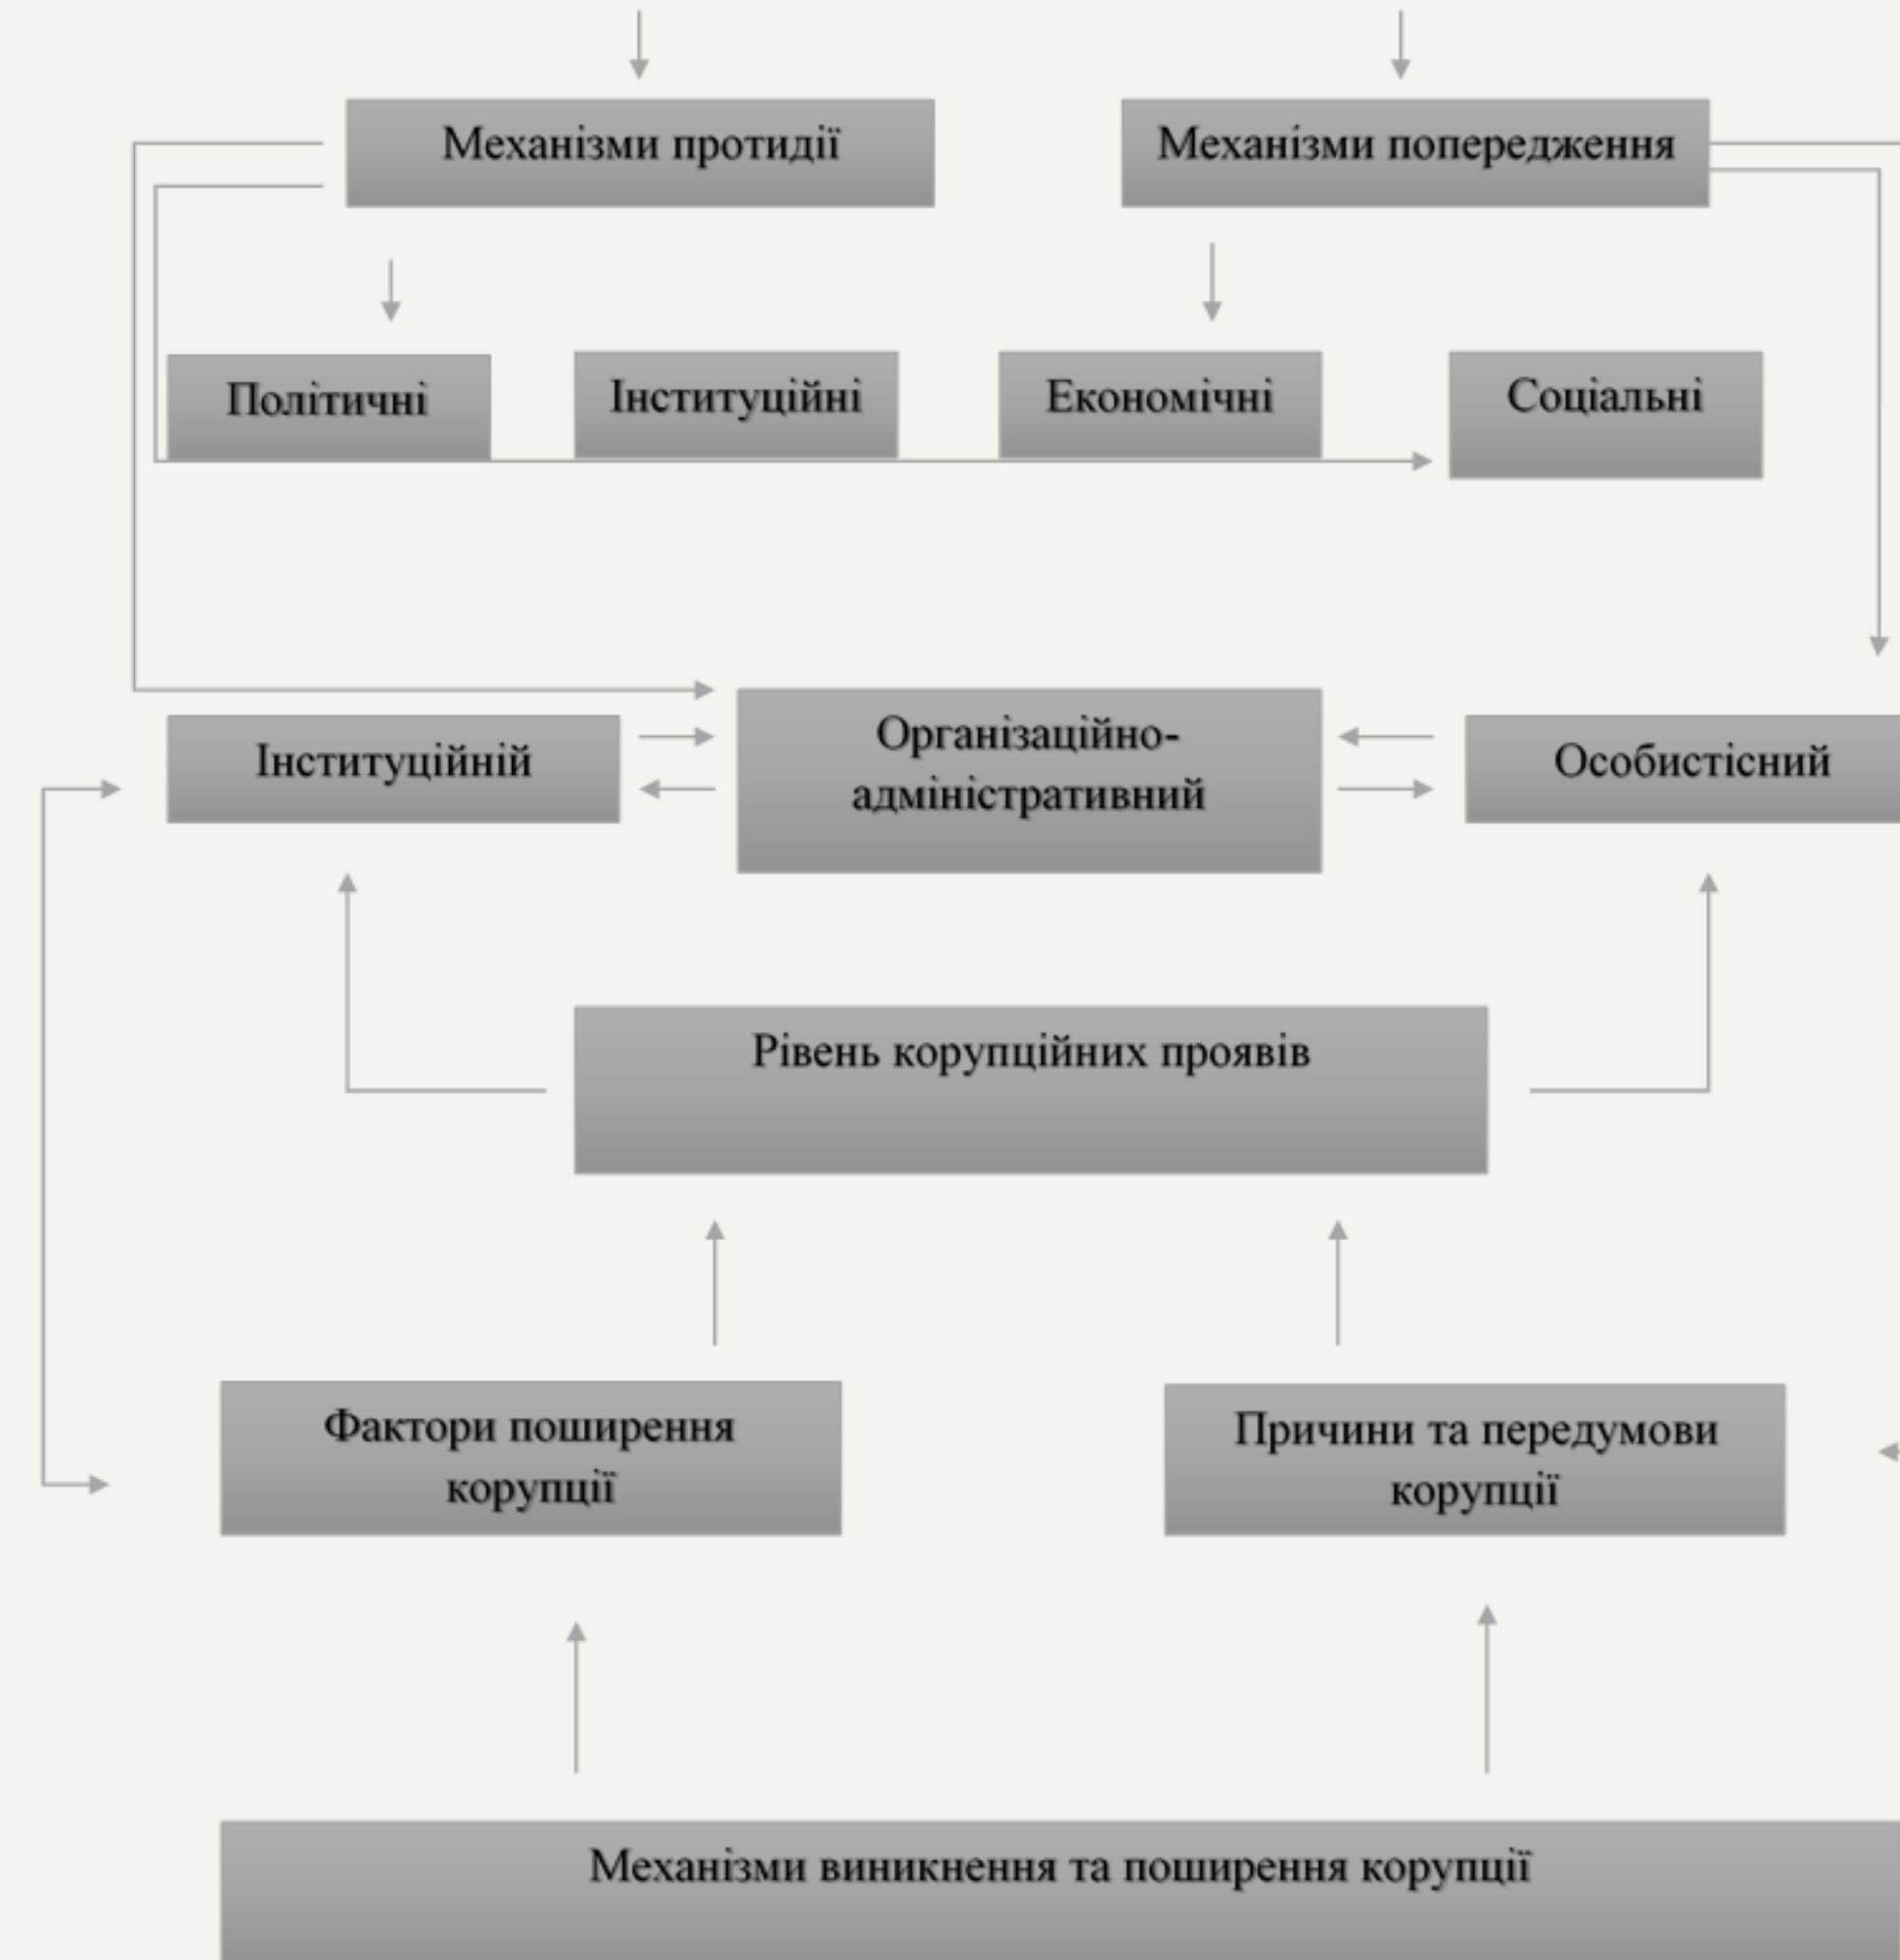 Механізми протидії
Механізми попередження
Політичні
Інституційні
Економічні
Соціальні
Інституційній
Організаційно-
адміністративний
Особистісний
Рівень корупційних проявів
Фактори поширення
корупції
Причини та передумови
корупції
Механізми виникнення та поширення корупції